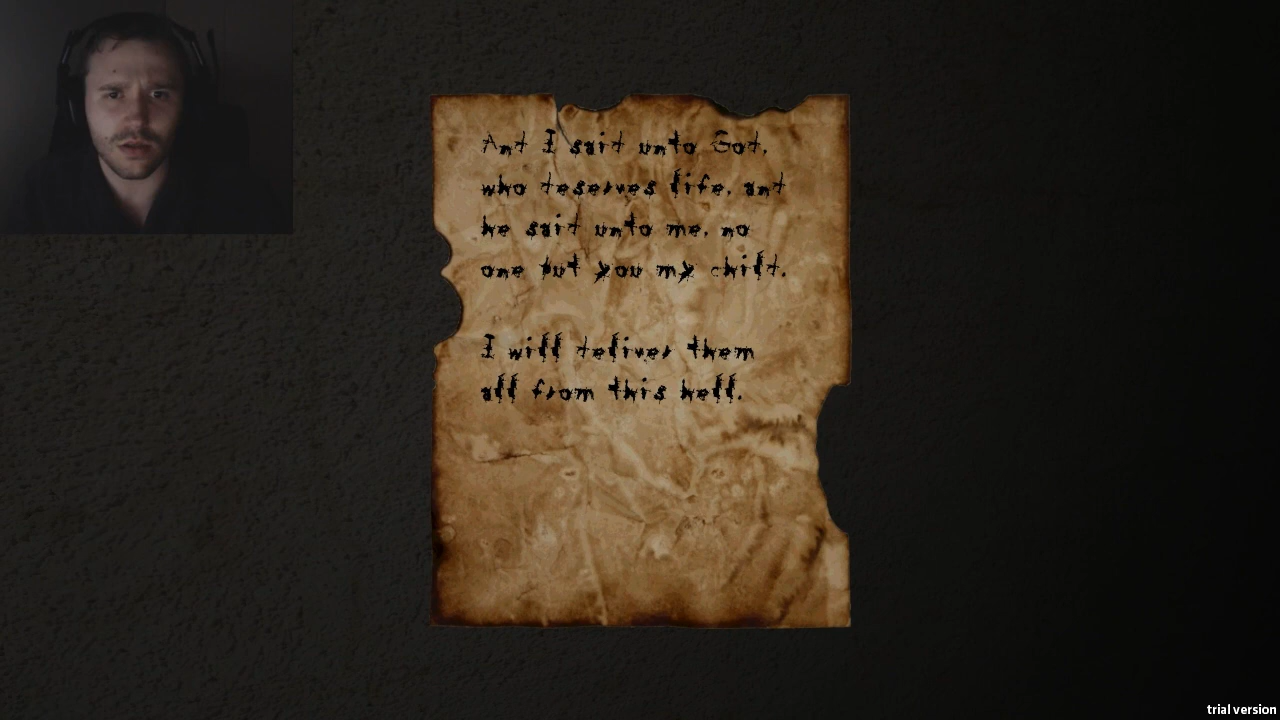 And I said unto God,
who deserves life, and
he said unto me, no
one but you my child.
I will deliver them
all from this hell.
trial version